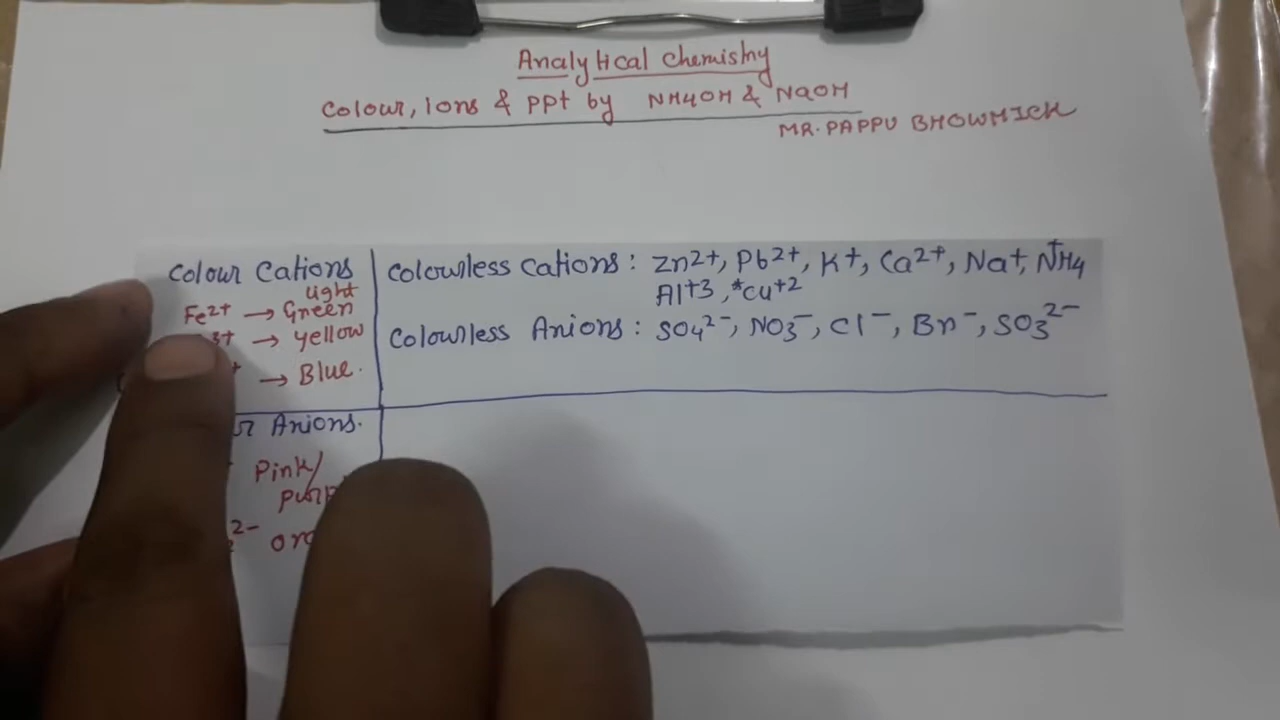 Analytical Chemistry
Colour, Ions & PPt by NH4OH & NaOH
MR. PAPPU BHOWMICK
Colour Cations
light
Fe2+ → Green
3+ → yellow
+ → Blue.
Colourless Cations : Zn2+, Pb2+, K+, Ca2+, Na+, NH4+
Al+3, *Cu+2
Colourless Anions : SO4 2-, NO3-, Cl-, Br-, SO3 2-
Anions.
Pink/
2-